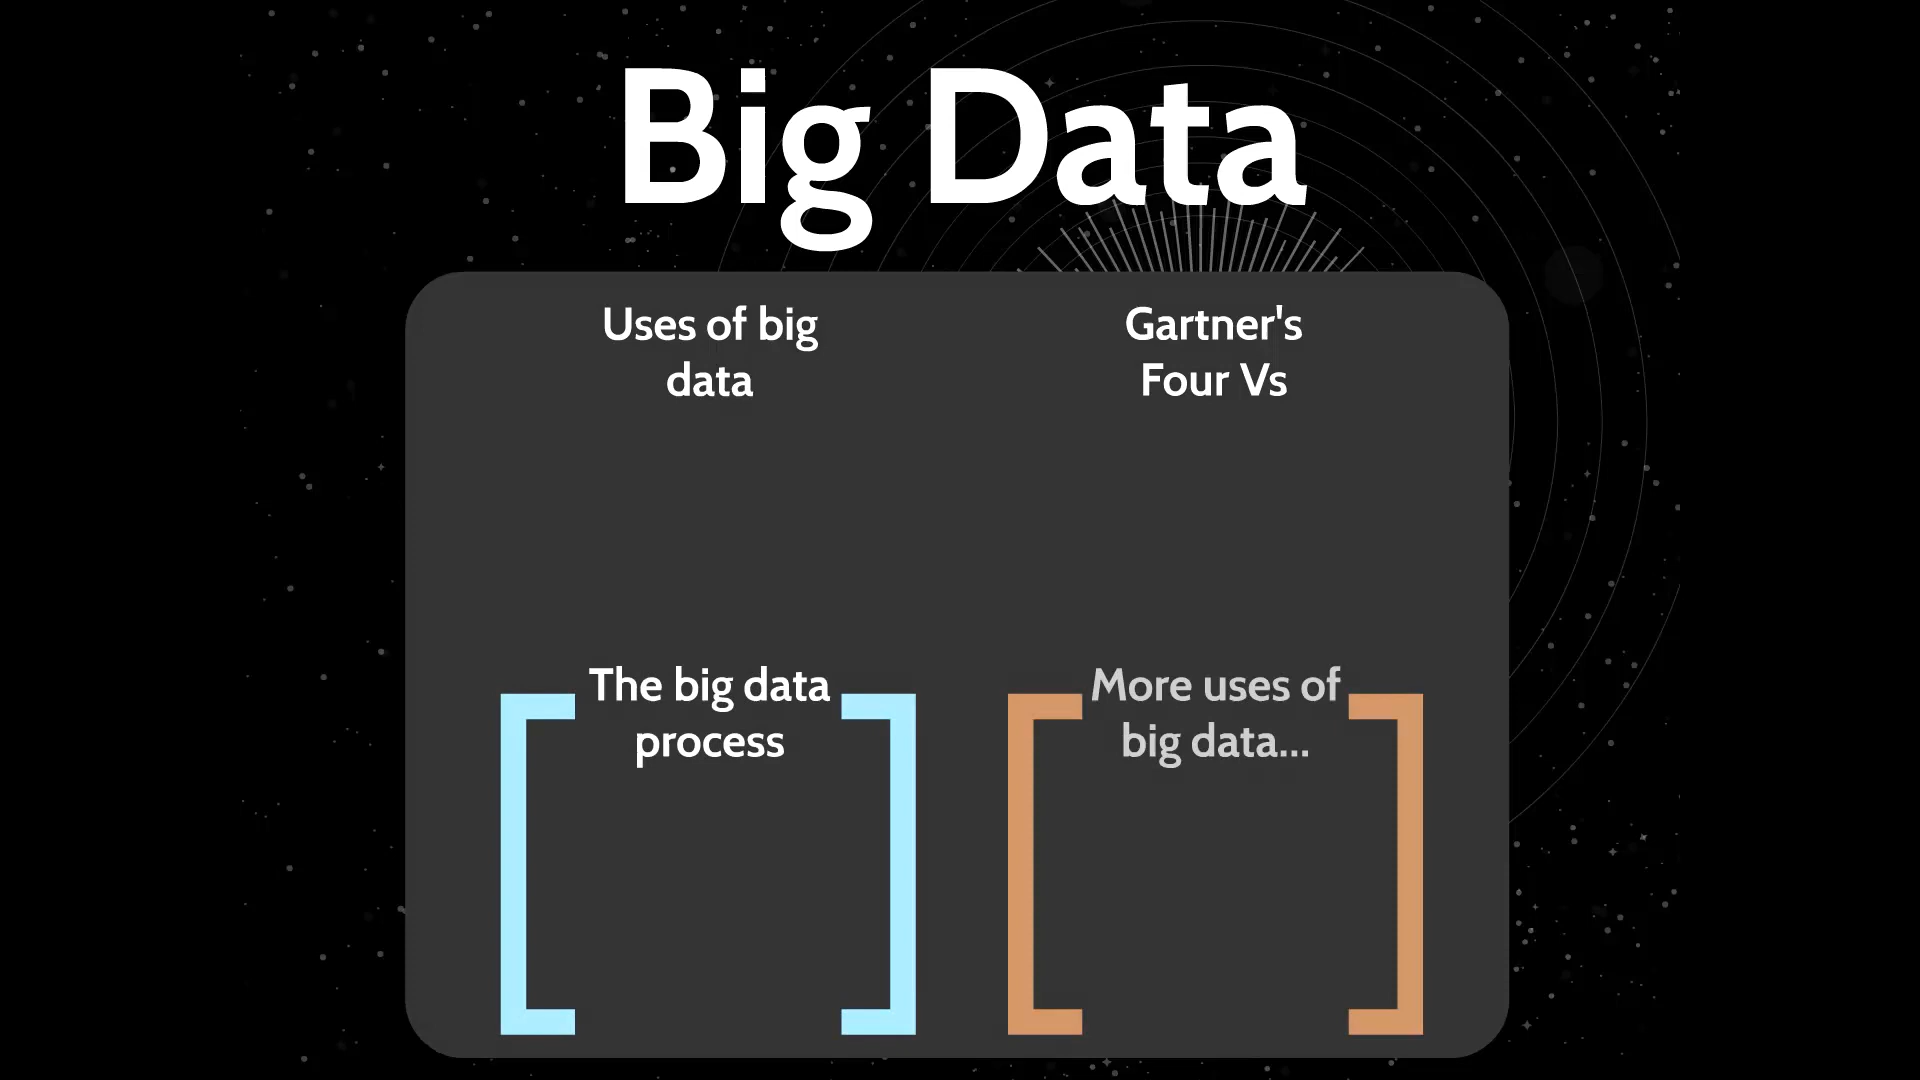 Big Data
Uses of big
data
Gartner's
Four Vs
The big data
process
More uses of
big data...